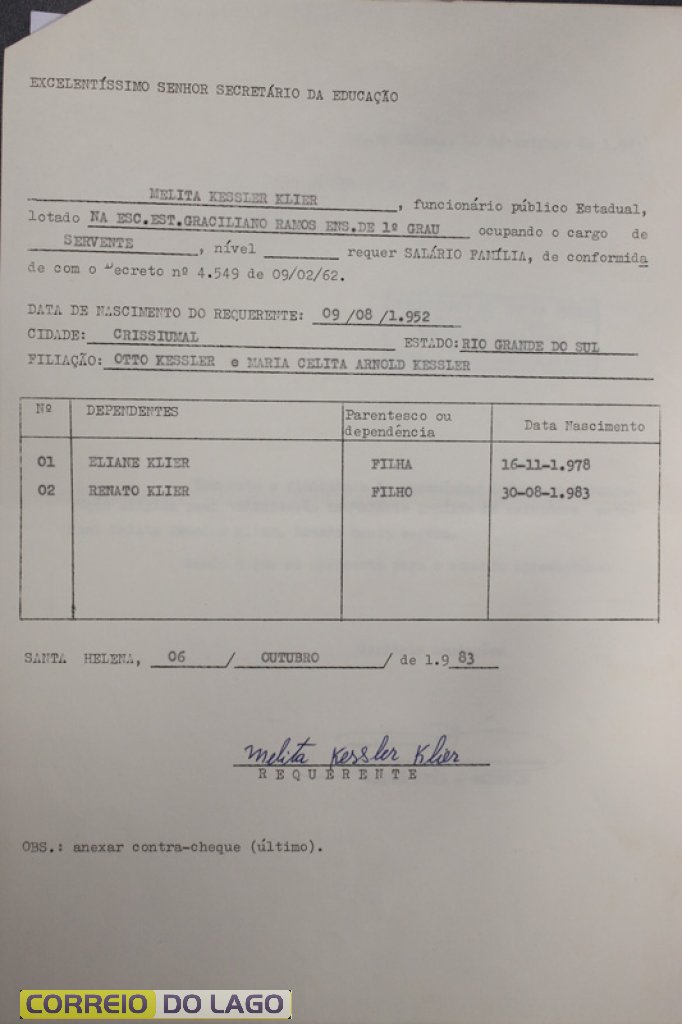 EXCELENTÍSSIMO SENHOR SECRETÁRIO DA EDUCAÇÃO
MELITA KESSLER KLIER, funcionário público Estadual,
lotado NA ESC.EST.GRACILIANO RAMOS ENS.DE 1º GRAU ocupando o cargo de
SERVENTE, nível requer SALÁRIO FAMÍLIA, de conformida
de com o Decreto nº 4.549 de 09/02/62.
DATA DE NASCIMENTO DO REQUERENTE: 09/08/1.952
CIDADE: CRISSIUMAL ESTADO: RIO GRANDE DO SUL
FILIAÇÃO: OTTO KESSLER e MARIA CELITA ARNOLD KESSLER
Nº DEPENDENTES Parentesco ou dependência Data Nascimento
01 ELIANE KLIER FILHA 16-11-1.978
02 RENATO KLIER FILHO 30-08-1.983
SANTA HELENA, 06 / OUTUBRO / de 1.983
Melita Kessler Klier
REQUERENTE
OBS.: anexar contra-cheque (último).
CORREIO DO LAGO